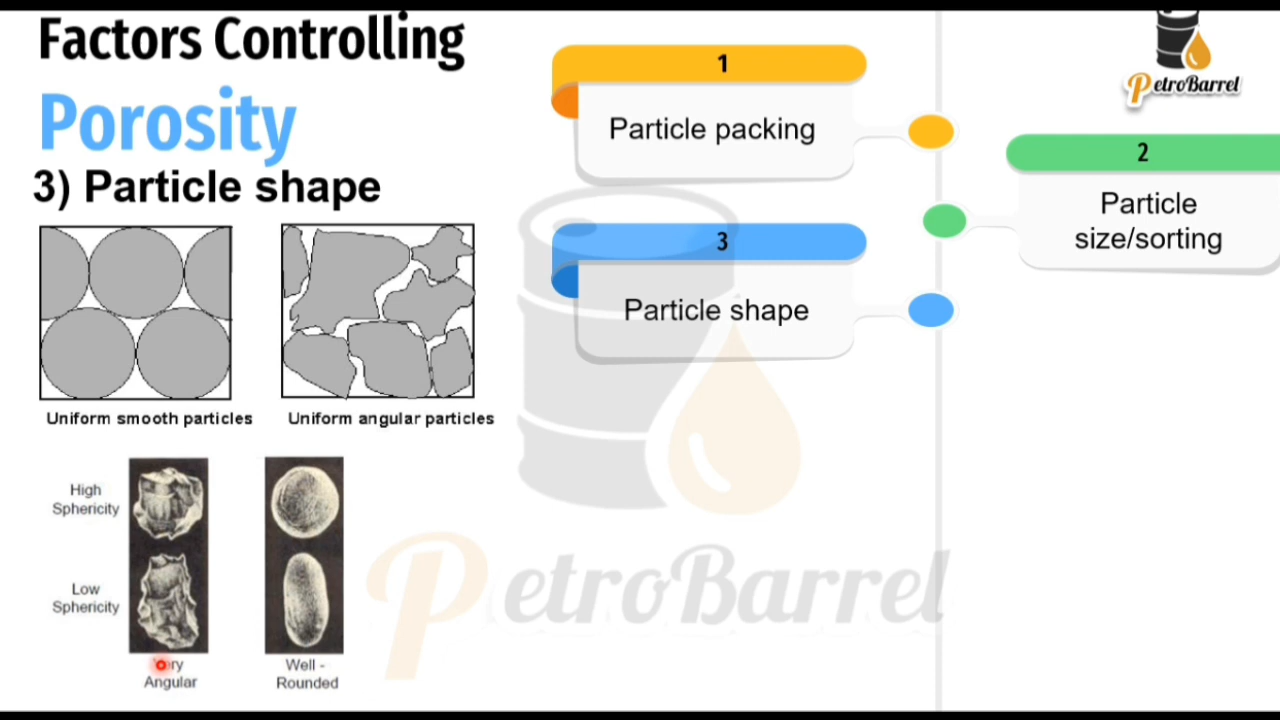 Factors Controlling
Porosity
3) Particle shape
Uniform smooth particles
Uniform angular particles
High
Sphericity
Low
Sphericity
Angular
Well -
Rounded
1
Particle packing
2
Particle
size/sorting
3
Particle shape
PetroBarrel
PetroBarrel